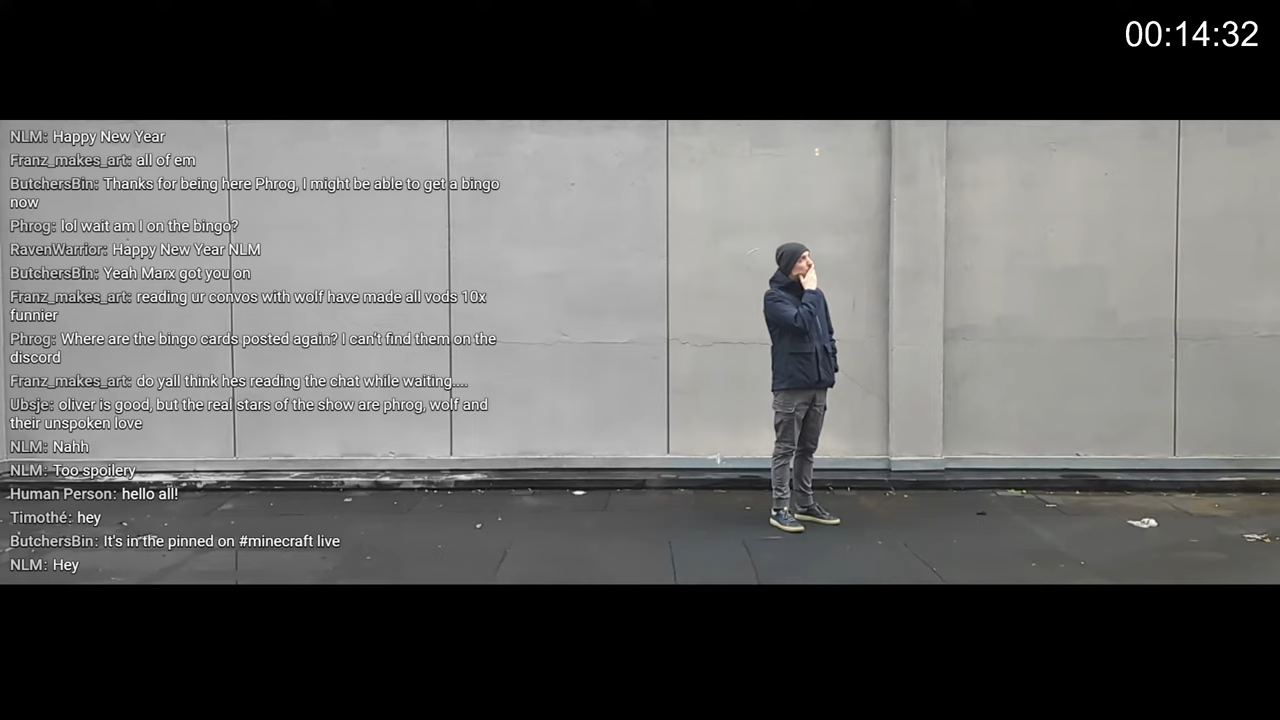 00:14:32
NLM: Happy New Year
Franz_makes_art: all of em
ButchersBin: Thanks for being here Phrog, I might be able to get a bingo
now
Phrog: lol wait am I on the bingo?
RavenWarrior: Happy New Year NLM
ButchersBin: Yeah Marx got you on
Franz_makes_art: reading ur convos with wolf have made all vods 10x
funnier
Phrog: Where are the bingo cards posted again? I can't find them on the
discord
Franz_makes_art: do yall think hes reading the chat while waiting....
Ubsje: oliver is good, but the real stars of the show are phrog, wolf and
their unspoken love
NLM: Nahh
NLM: Too spoilery
Human Person: hello all!
Timothé: hey
ButchersBin: It's in the pinned on #minecraft live
NLM: Hey